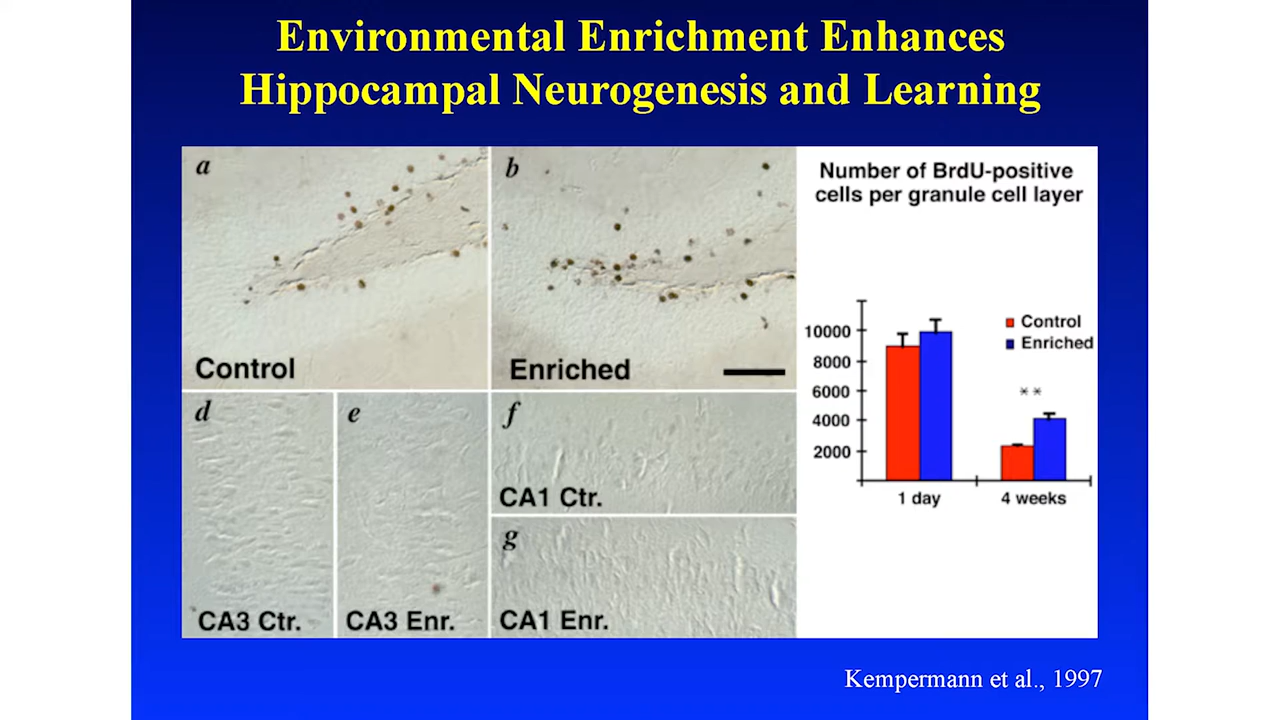 Environmental Enrichment Enhances
Hippocampal Neurogenesis and Learning
a
b
Control
Enriched
d
e
f
CA1 Ctr.
g
CA3 Ctr.
CA3 Enr.
CA1 Enr.
Number of BrdU-positive
cells per granule cell layer
10000
8000
6000
4000
2000
Control
Enriched
**
1 day
4 weeks
Kempermann et al., 1997